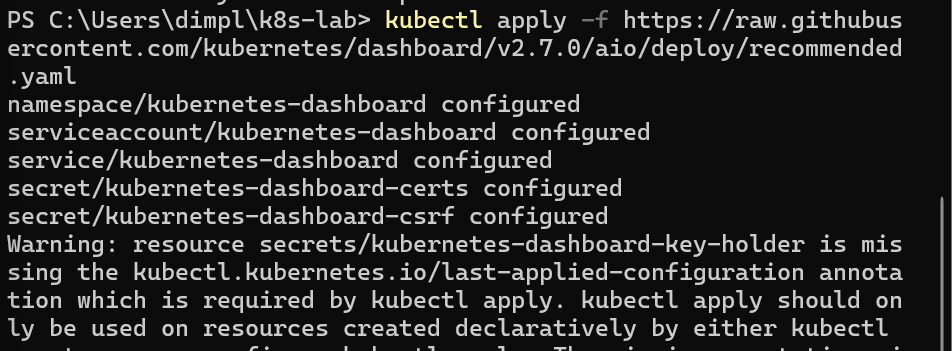 PS C:\Users\dimpl\k8s-lab> kubectl apply -f https://raw.githubus
ercontent.com/kubernetes/dashboard/v2.7.0/aio/deploy/recommended
.yaml
namespace/kubernetes-dashboard configured
serviceaccount/kubernetes-dashboard configured
service/kubernetes-dashboard configured
secret/kubernetes-dashboard-certs configured
secret/kubernetes-dashboard-csrf configured
Warning: resource secrets/kubernetes-dashboard-key-holder is mis
sing the kubectl.kubernetes.io/last-applied-configuration annota
tion which is required by kubectl apply. kubectl apply should on
ly be used on resources created declaratively by either kubectl